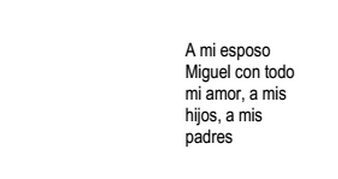 A mi esposo
Miguel con todo
mi amor, a mis
hijos, a mis
padres